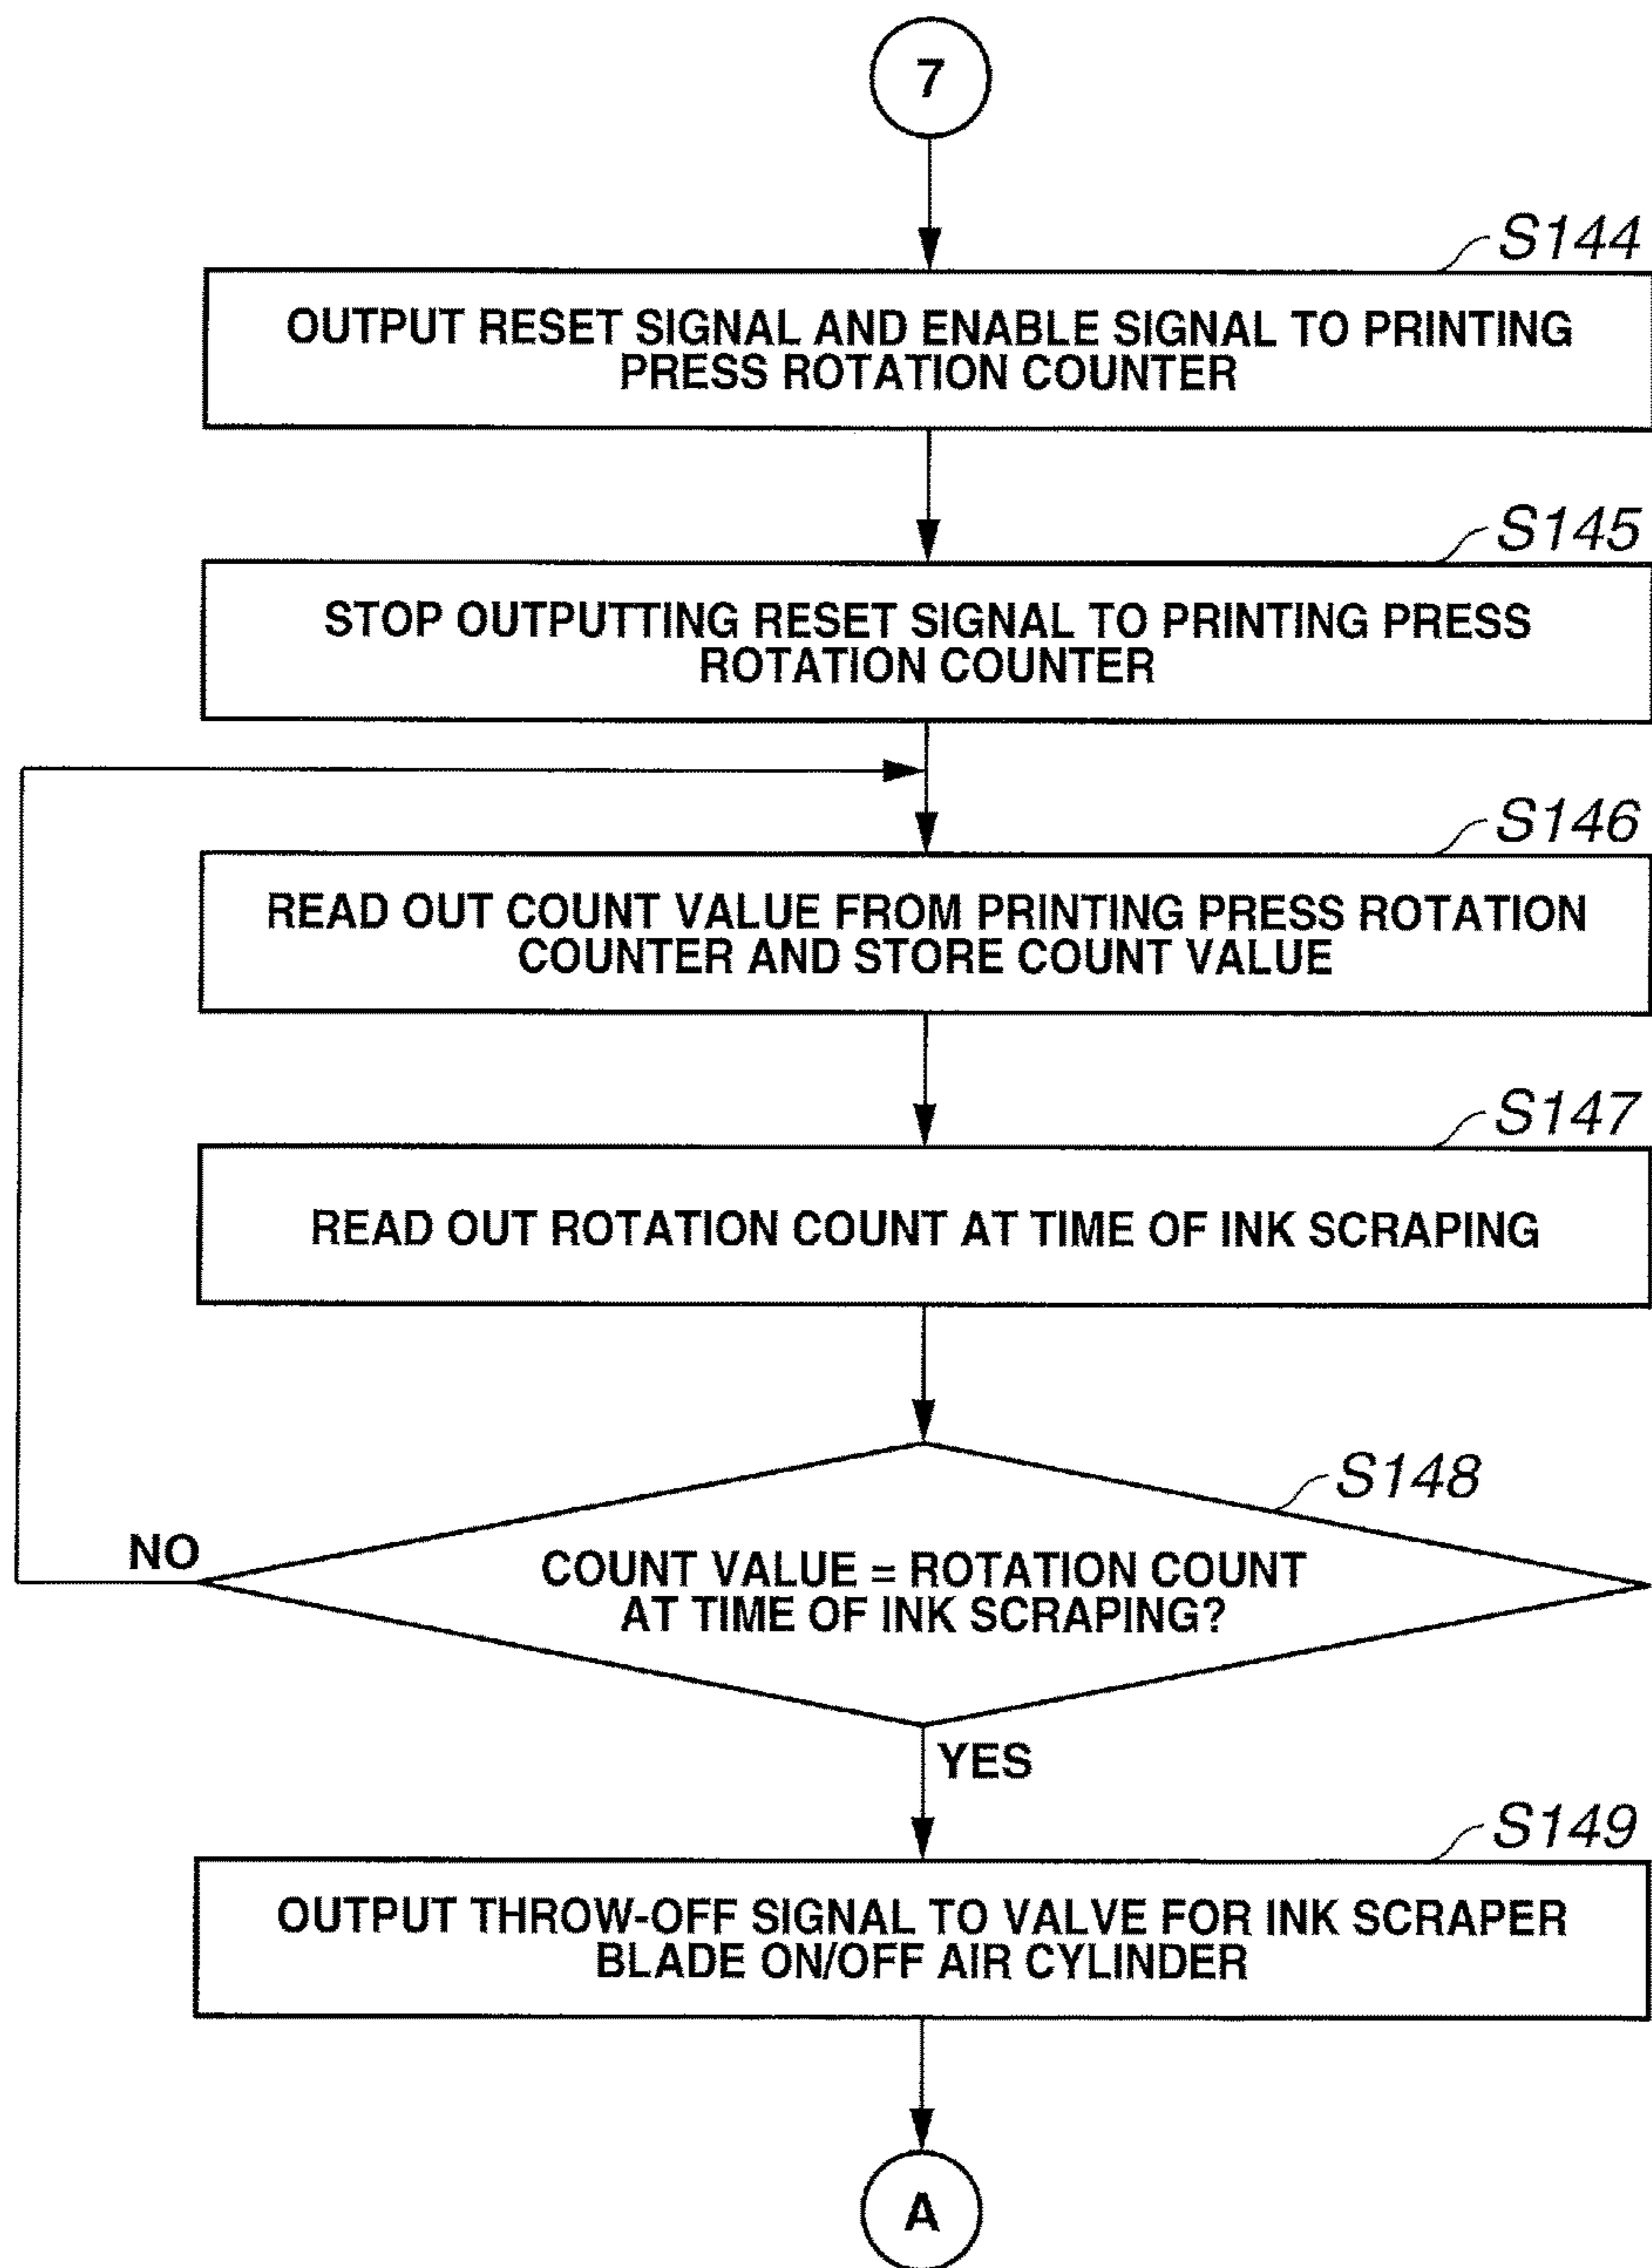 7
S144
OUTPUT RESET SIGNAL AND ENABLE SIGNAL TO PRINTING
PRESS ROTATION COUNTER
S145
STOP OUTPUTTING RESET SIGNAL TO PRINTING PRESS
ROTATION COUNTER
S146
READ OUT COUNT VALUE FROM PRINTING PRESS ROTATION
COUNTER AND STORE COUNT VALUE
S147
READ OUT ROTATION COUNT AT TIME OF INK SCRAPING
S148
NO
COUNT VALUE = ROTATION COUNT
AT TIME OF INK SCRAPING?
YES
S149
OUTPUT THROW-OFF SIGNAL TO VALVE FOR INK SCRAPER
BLADE ON/OFF AIR CYLINDER
A